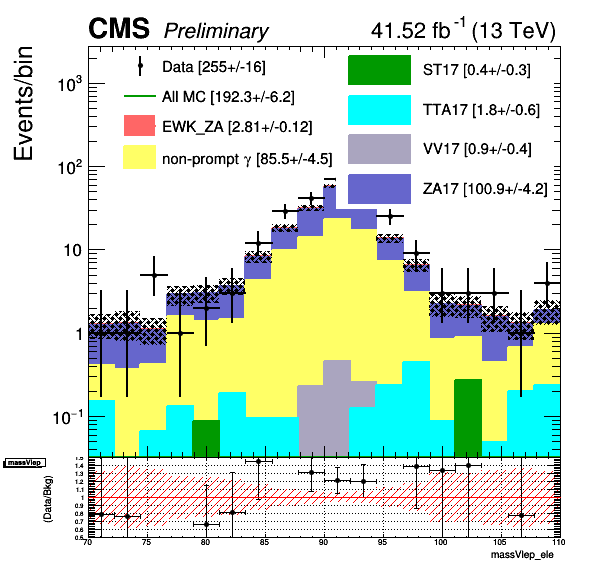 CMS Preliminary 41.52 fb⁻¹ (13 TeV)
Events/bin
10³
10²
10
1
10⁻¹
Data [255+/-16]
All MC [192.3+/-6.2]
EWK_ZA [2.81+/-0.12]
non-prompt γ [85.5+/-4.5]
ST17 [0.4+/-0.3]
TTA17 [1.8+/-0.6]
VV17 [0.9+/-0.4]
ZA17 [100.9+/-4.2]
massVlep
(Data/Bkg)
1.5
1.4
1.3
1.2
1.1
1
0.9
0.8
0.7
0.6
0.5
70 75 80 85 90 95 100 105 110
massVlep_ele